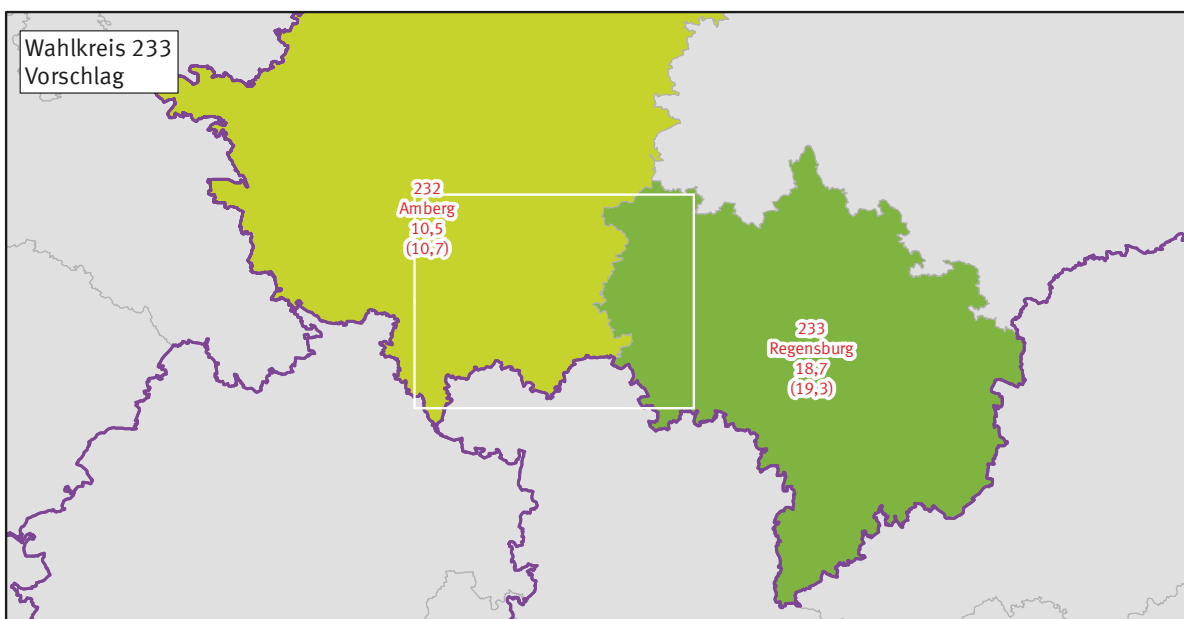 Wahlkreis 233
Vorschlag
232
Amberg
10,5
(10,7)
233
Regensburg
18,7
(19,3)